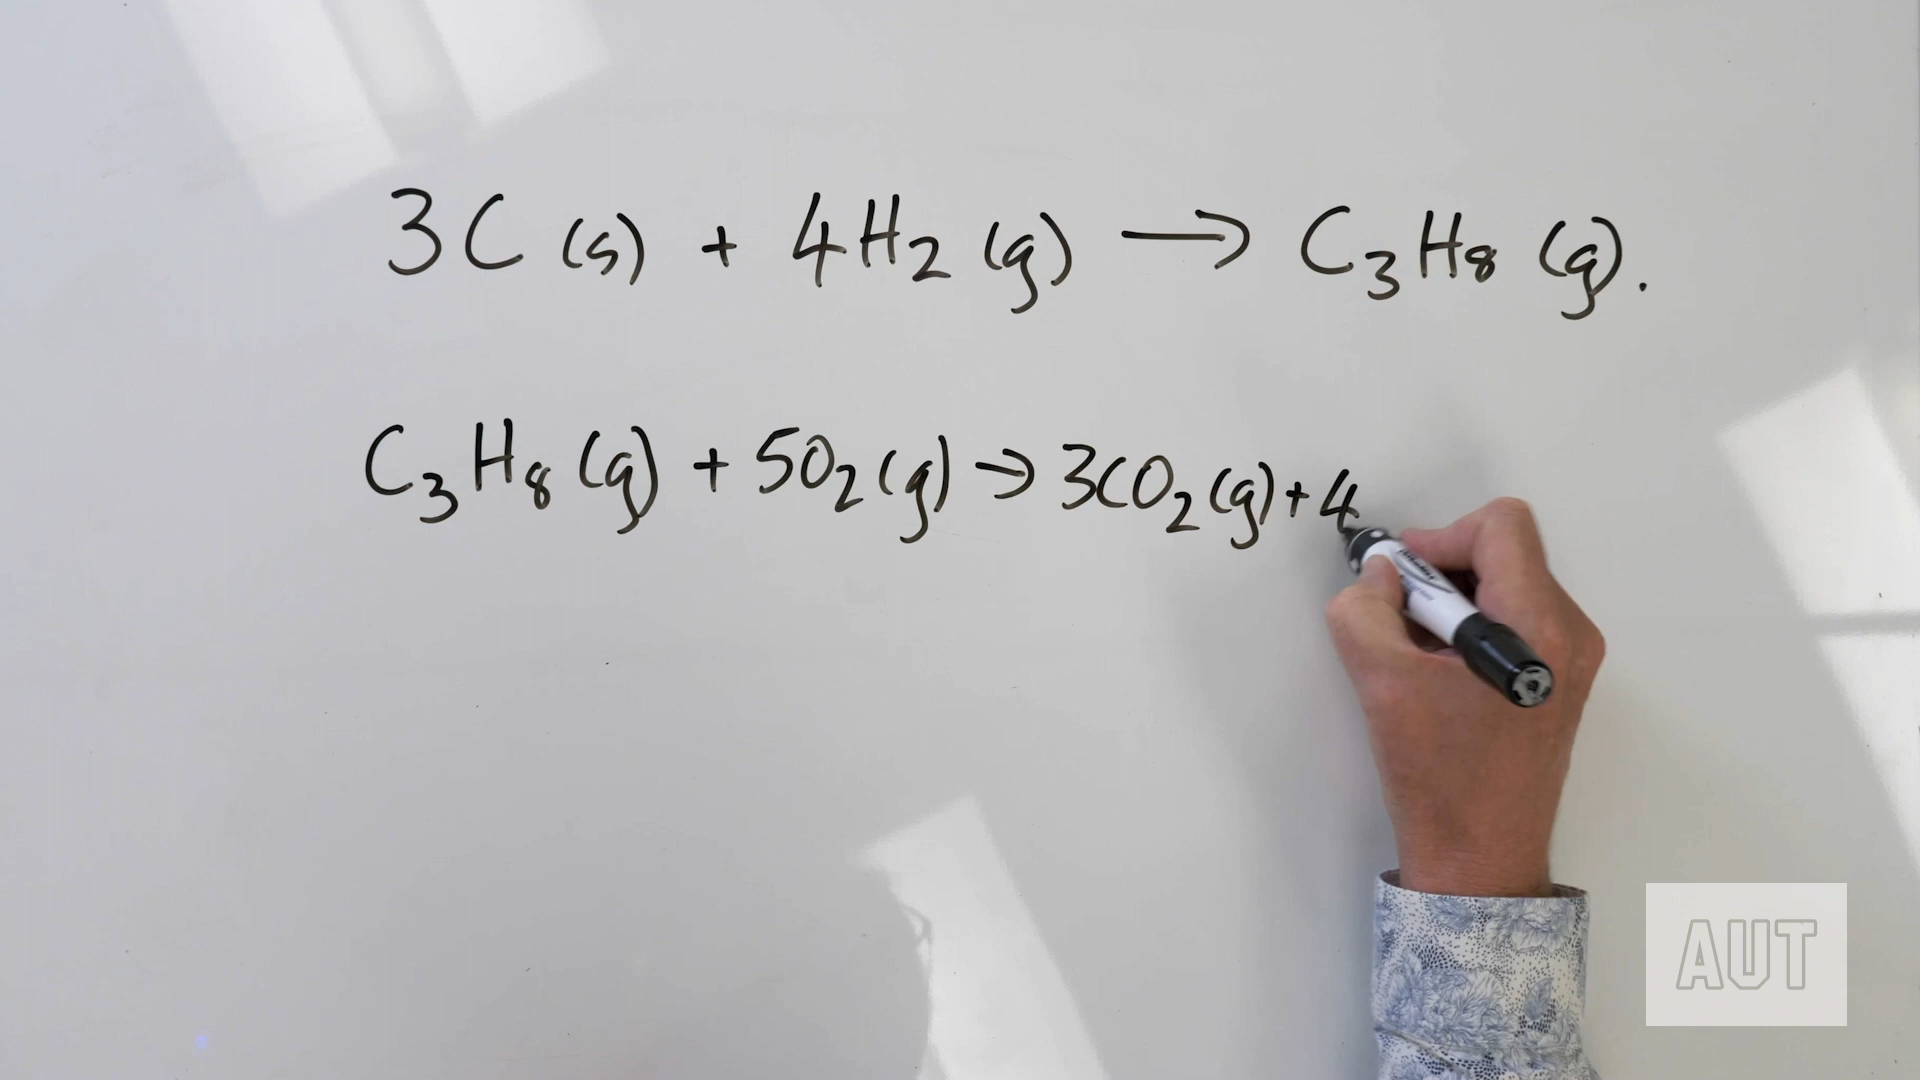 3C (s) + 4H₂ (g) → C₃H₈ (g).
C₃H₈ (g) + 5O₂ (g) → 3CO₂ (g) + 4
AUT